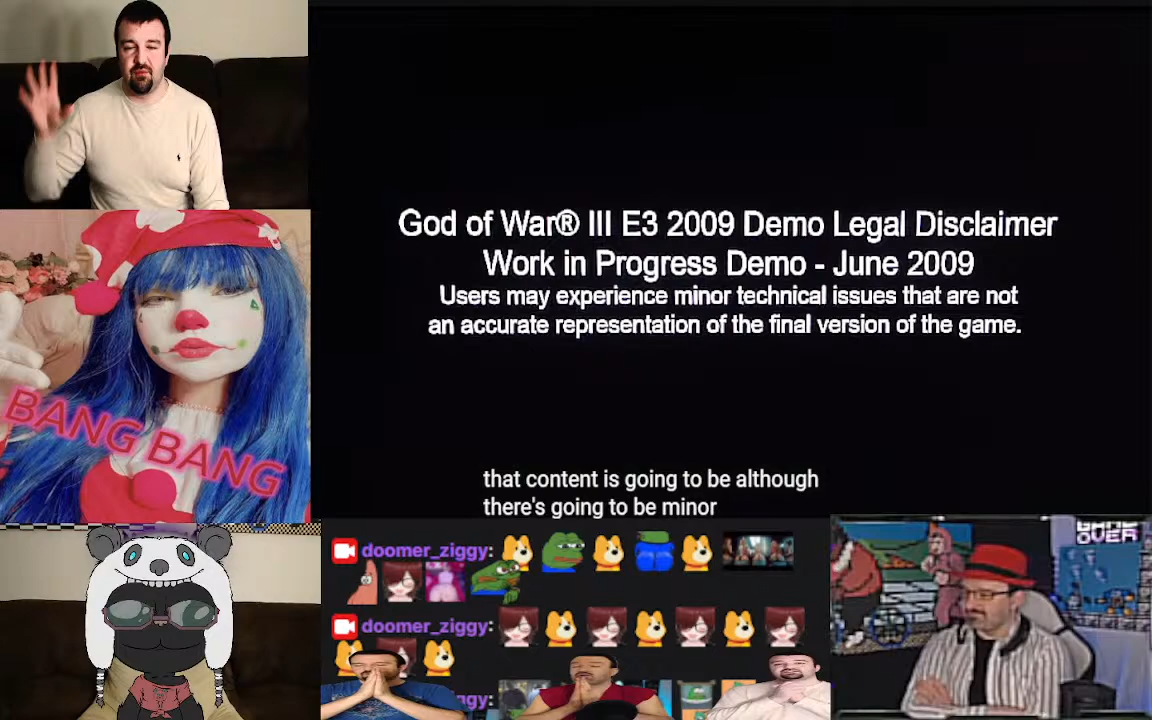 God of War® III E3 2009 Demo Legal Disclaimer
Work in Progress Demo - June 2009
Users may experience minor technical issues that are not
an accurate representation of the final version of the game.
BANG BANG
that content is going to be although
there's going to be minor
doomer_ziggy:
doomer_ziggy:
ggy:
OVER